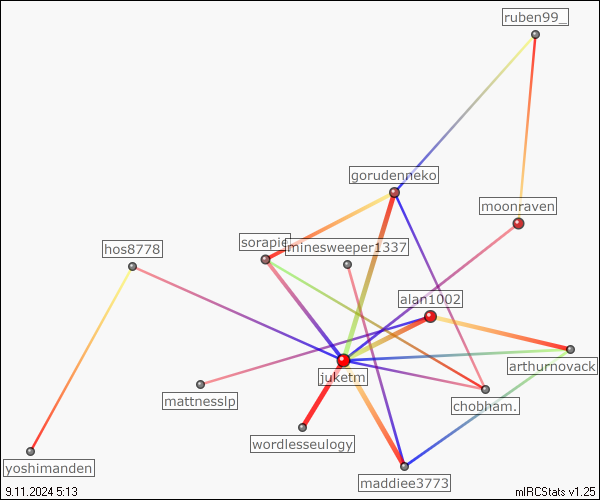 ruben99_
gorudenneko
moonraven
hos8778
sorapie
minesweeper1337
alan1002
arthurnovack
juketm
mattnesslp
chobham.
wordlesseulogy
yoshimanden
maddiee3773
9.11.2024 5:13
mIRCStats v1.25